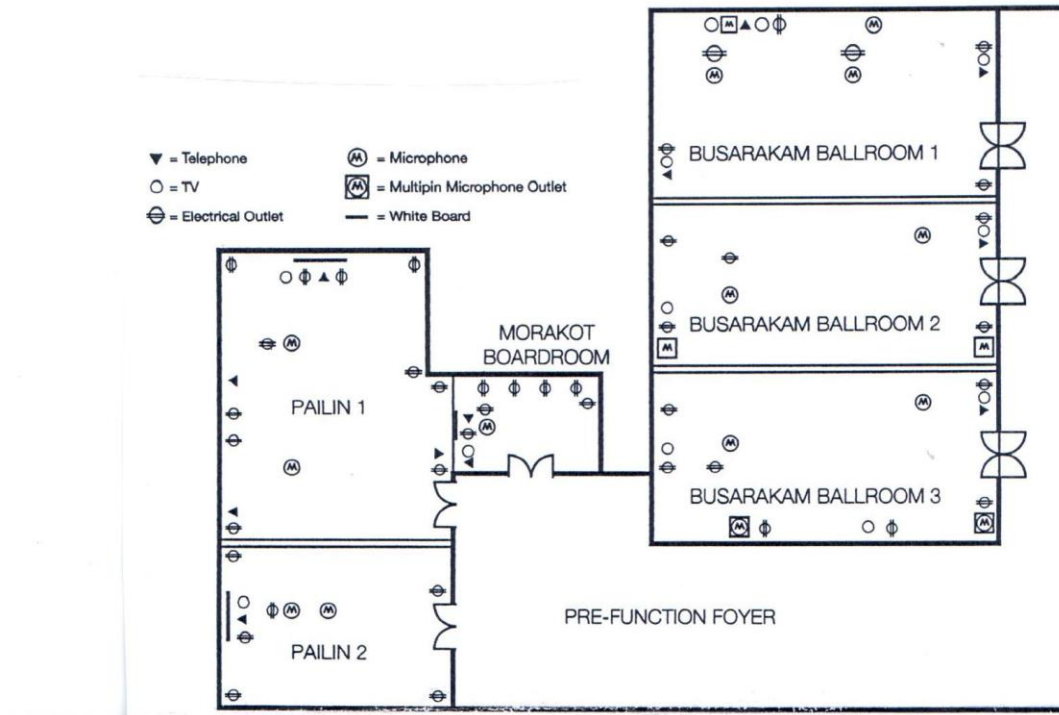 ▼ = Telephone
○ = TV
= Electrical Outlet
Ⓜ = Microphone
Ⓜ = Multipin Microphone Outlet
— = White Board
BUSARAKAM BALLROOM 1
BUSARAKAM BALLROOM 2
MORAKOT
BOARDROOM
PAILIN 1
BUSARAKAM BALLROOM 3
PRE-FUNCTION FOYER
PAILIN 2